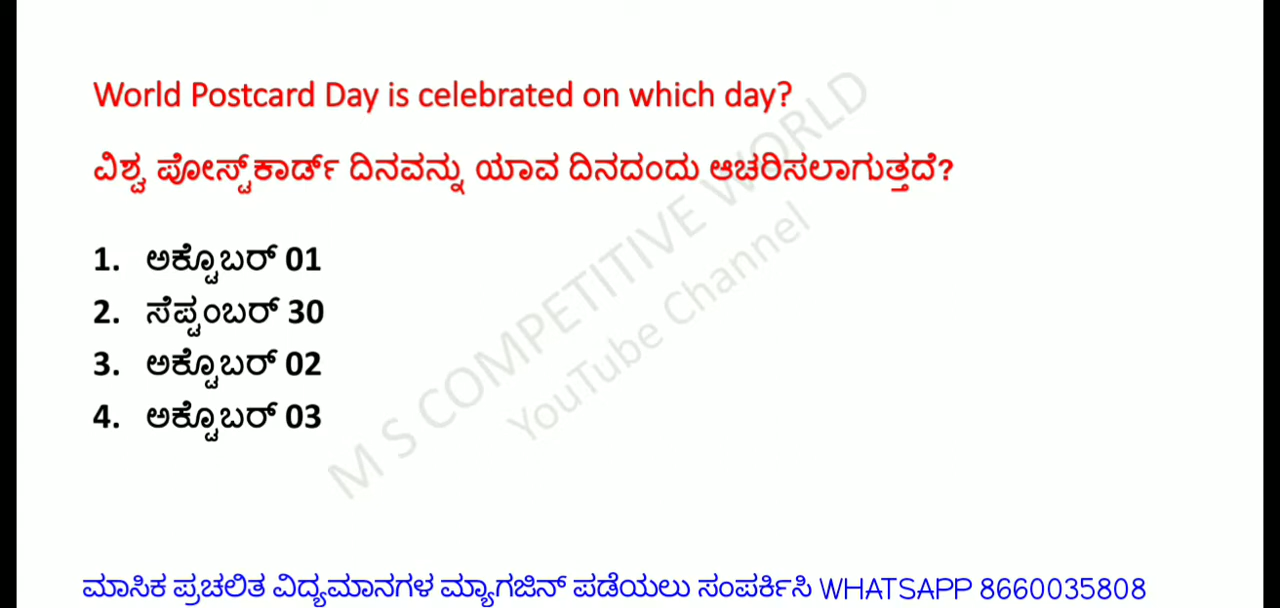 World Postcard Day is celebrated on which day?
ವಿಶ್ವ ಪೋಸ್ಟ್‌ಕಾರ್ಡ್ ದಿನವನ್ನು ಯಾವ ದಿನದಂದು ಆಚರಿಸಲಾಗುತ್ತದೆ?
1. ಅಕ್ಟೊಬರ್ 01
2. ಸೆಪ್ಟಂಬರ್ 30
3. ಅಕ್ಟೊಬರ್ 02
4. ಅಕ್ಟೊಬರ್ 03
M S COMPETITIVE WORLD
YouTube Channel
ಮಾಸಿಕ ಪ್ರಚಲಿತ ವಿದ್ಯಮಾನಗಳ ಮ್ಯಾಗಜಿನ್ ಪಡೆಯಲು ಸಂಪರ್ಕಿಸಿ WHATSAPP 8660035808